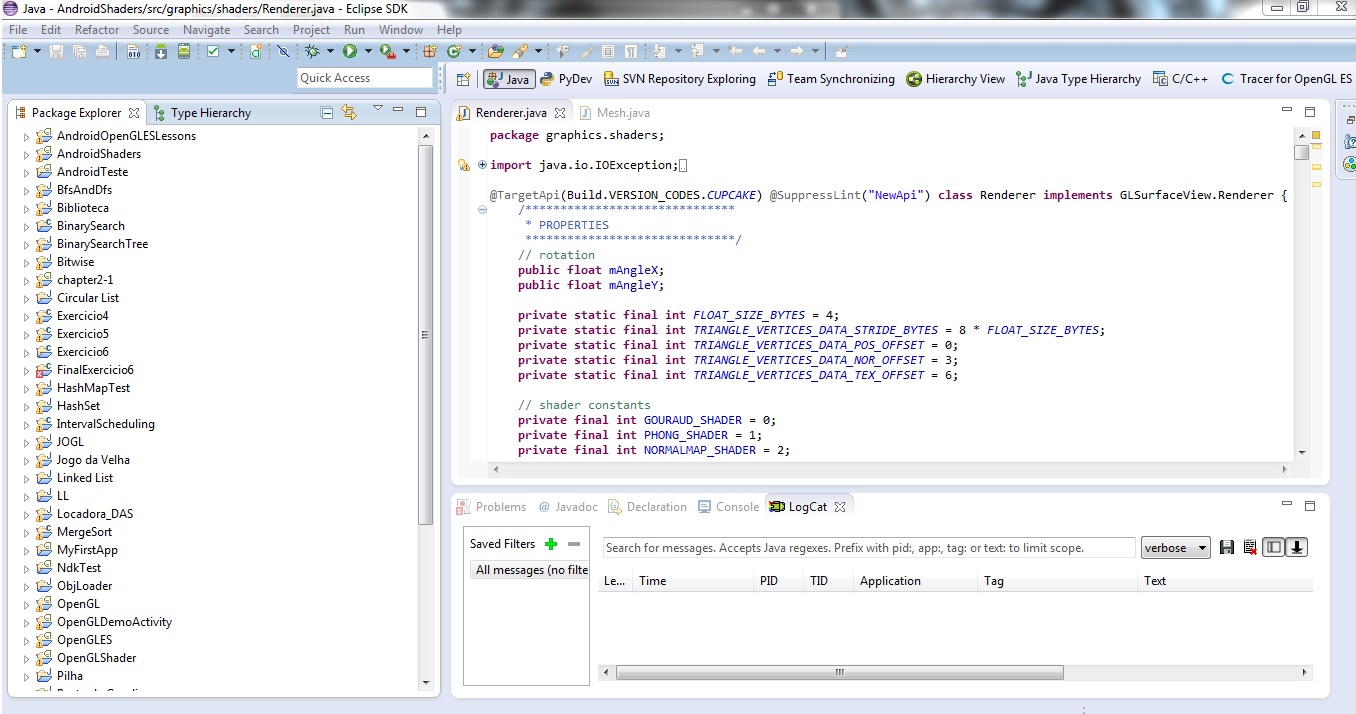 Java - AndroidShaders/src/graphics/shaders/Renderer.java - Eclipse SDK
File Edit Refactor Source Navigate Search Project Run Window Help
Quick Access
Java PyDev SVN Repository Exploring Team Synchronizing Hierarchy View Java Type Hierarchy C/C++ Tracer for OpenGL ES
Package Explorer Type Hierarchy
AndroidOpenGLESLessons
AndroidShaders
AndroidTeste
BfsAndDfs
Biblioteca
BinarySearch
BinarySearchTree
Bitwise
chapter2-1
Circular List
Exercicio4
Exercicio5
Exercicio6
FinalExercicio6
HashMapTest
HashSet
IntervalScheduling
JOGL
Jogo da Velha
Linked List
LL
Locadora_DAS
MergeSort
MyFirstApp
NdkTest
ObjLoader
OpenGL
OpenGLDemoActivity
OpenGLES
OpenGLShader
Pilha
Renderer.java Mesh.java
package graphics.shaders;
import java.io.IOException;
@TargetApi(Build.VERSION_CODES.CUPCAKE) @SuppressLint("NewApi") class Renderer implements GLSurfaceView.Renderer {
/******************************
* PROPERTIES
******************************/
// rotation
public float mAngleX;
public float mAngleY;
private static final int FLOAT_SIZE_BYTES = 4;
private static final int TRIANGLE_VERTICES_DATA_STRIDE_BYTES = 8 * FLOAT_SIZE_BYTES;
private static final int TRIANGLE_VERTICES_DATA_POS_OFFSET = 0;
private static final int TRIANGLE_VERTICES_DATA_NOR_OFFSET = 3;
private static final int TRIANGLE_VERTICES_DATA_TEX_OFFSET = 6;
// shader constants
private final int GOURAUD_SHADER = 0;
private final int PHONG_SHADER = 1;
private final int NORMALMAP_SHADER = 2;
Problems @ Javadoc Declaration Console LogCat
Saved Filters
All messages (no filte
Search for messages. Accepts Java regexes. Prefix with pid:, app:, tag: or text: to limit scope.
verbose
Le... Time PID TID Application Tag Text